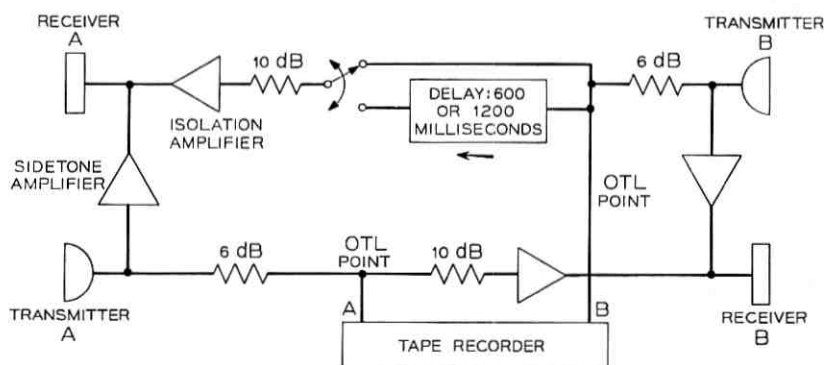 RECEIVER
A
10 dB
6 dB
TRANSMITTER
B
DELAY:600
OR 1200
MILLISECONDS
ISOLATION
AMPLIFIER
SIDETONE
AMPLIFIER
OTL
POINT
6 dB
OTL
POINT
10 dB
TRANSMITTER
A
A
B
RECEIVER
B
TAPE RECORDER